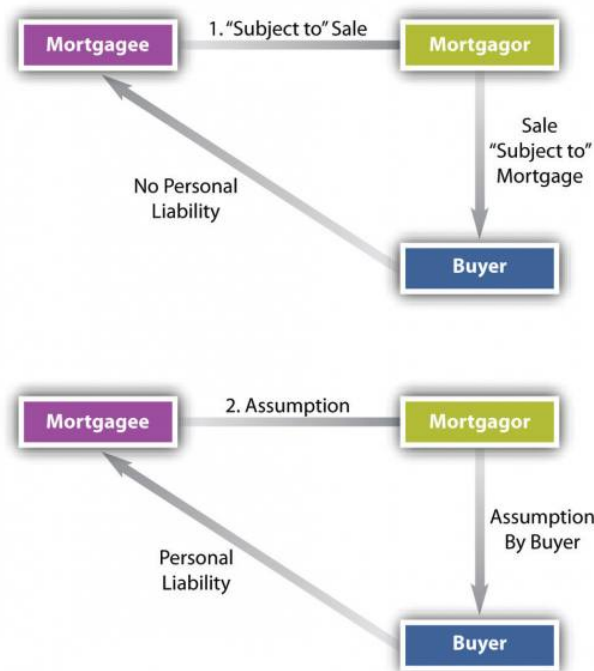 1. “Subject to” Sale
Mortgagee
Mortgagor
Sale
“Subject to”
Mortgage
No Personal
Liability
Buyer
2. Assumption
Mortgagee
Mortgagor
Assumption
By Buyer
Personal
Liability
Buyer